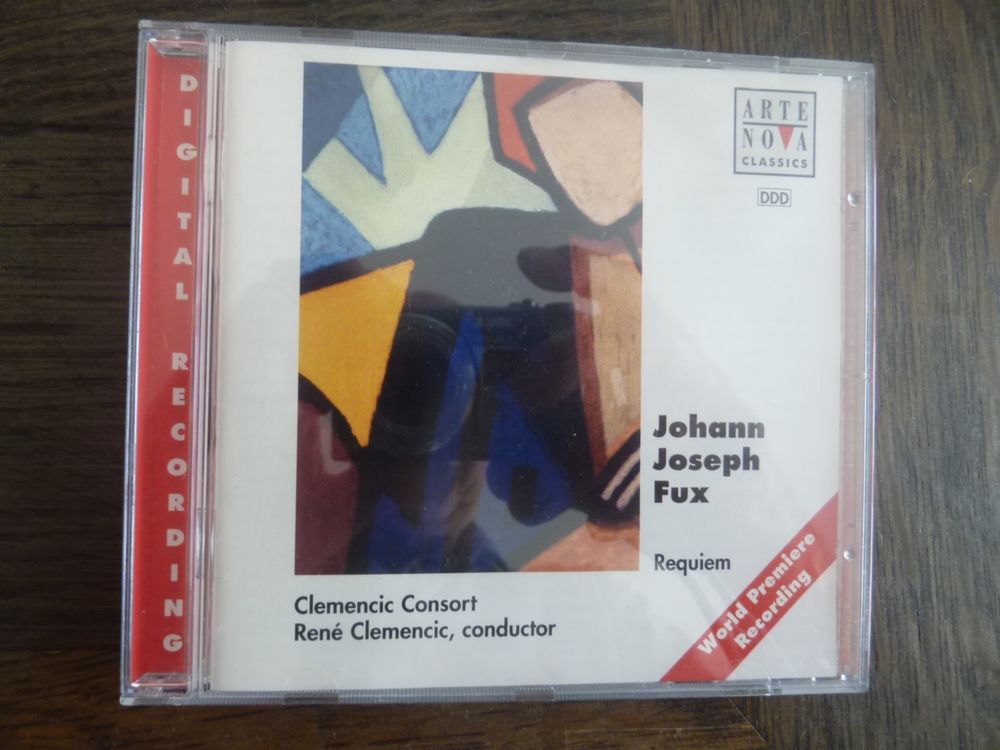 DIGITAL RECORDING
ARTE
NOVA
CLASSICS
DDD
Johann
Joseph
Fux
Requiem
World Premiere
Recording
Clemencic Consort
René Clemencic, conductor